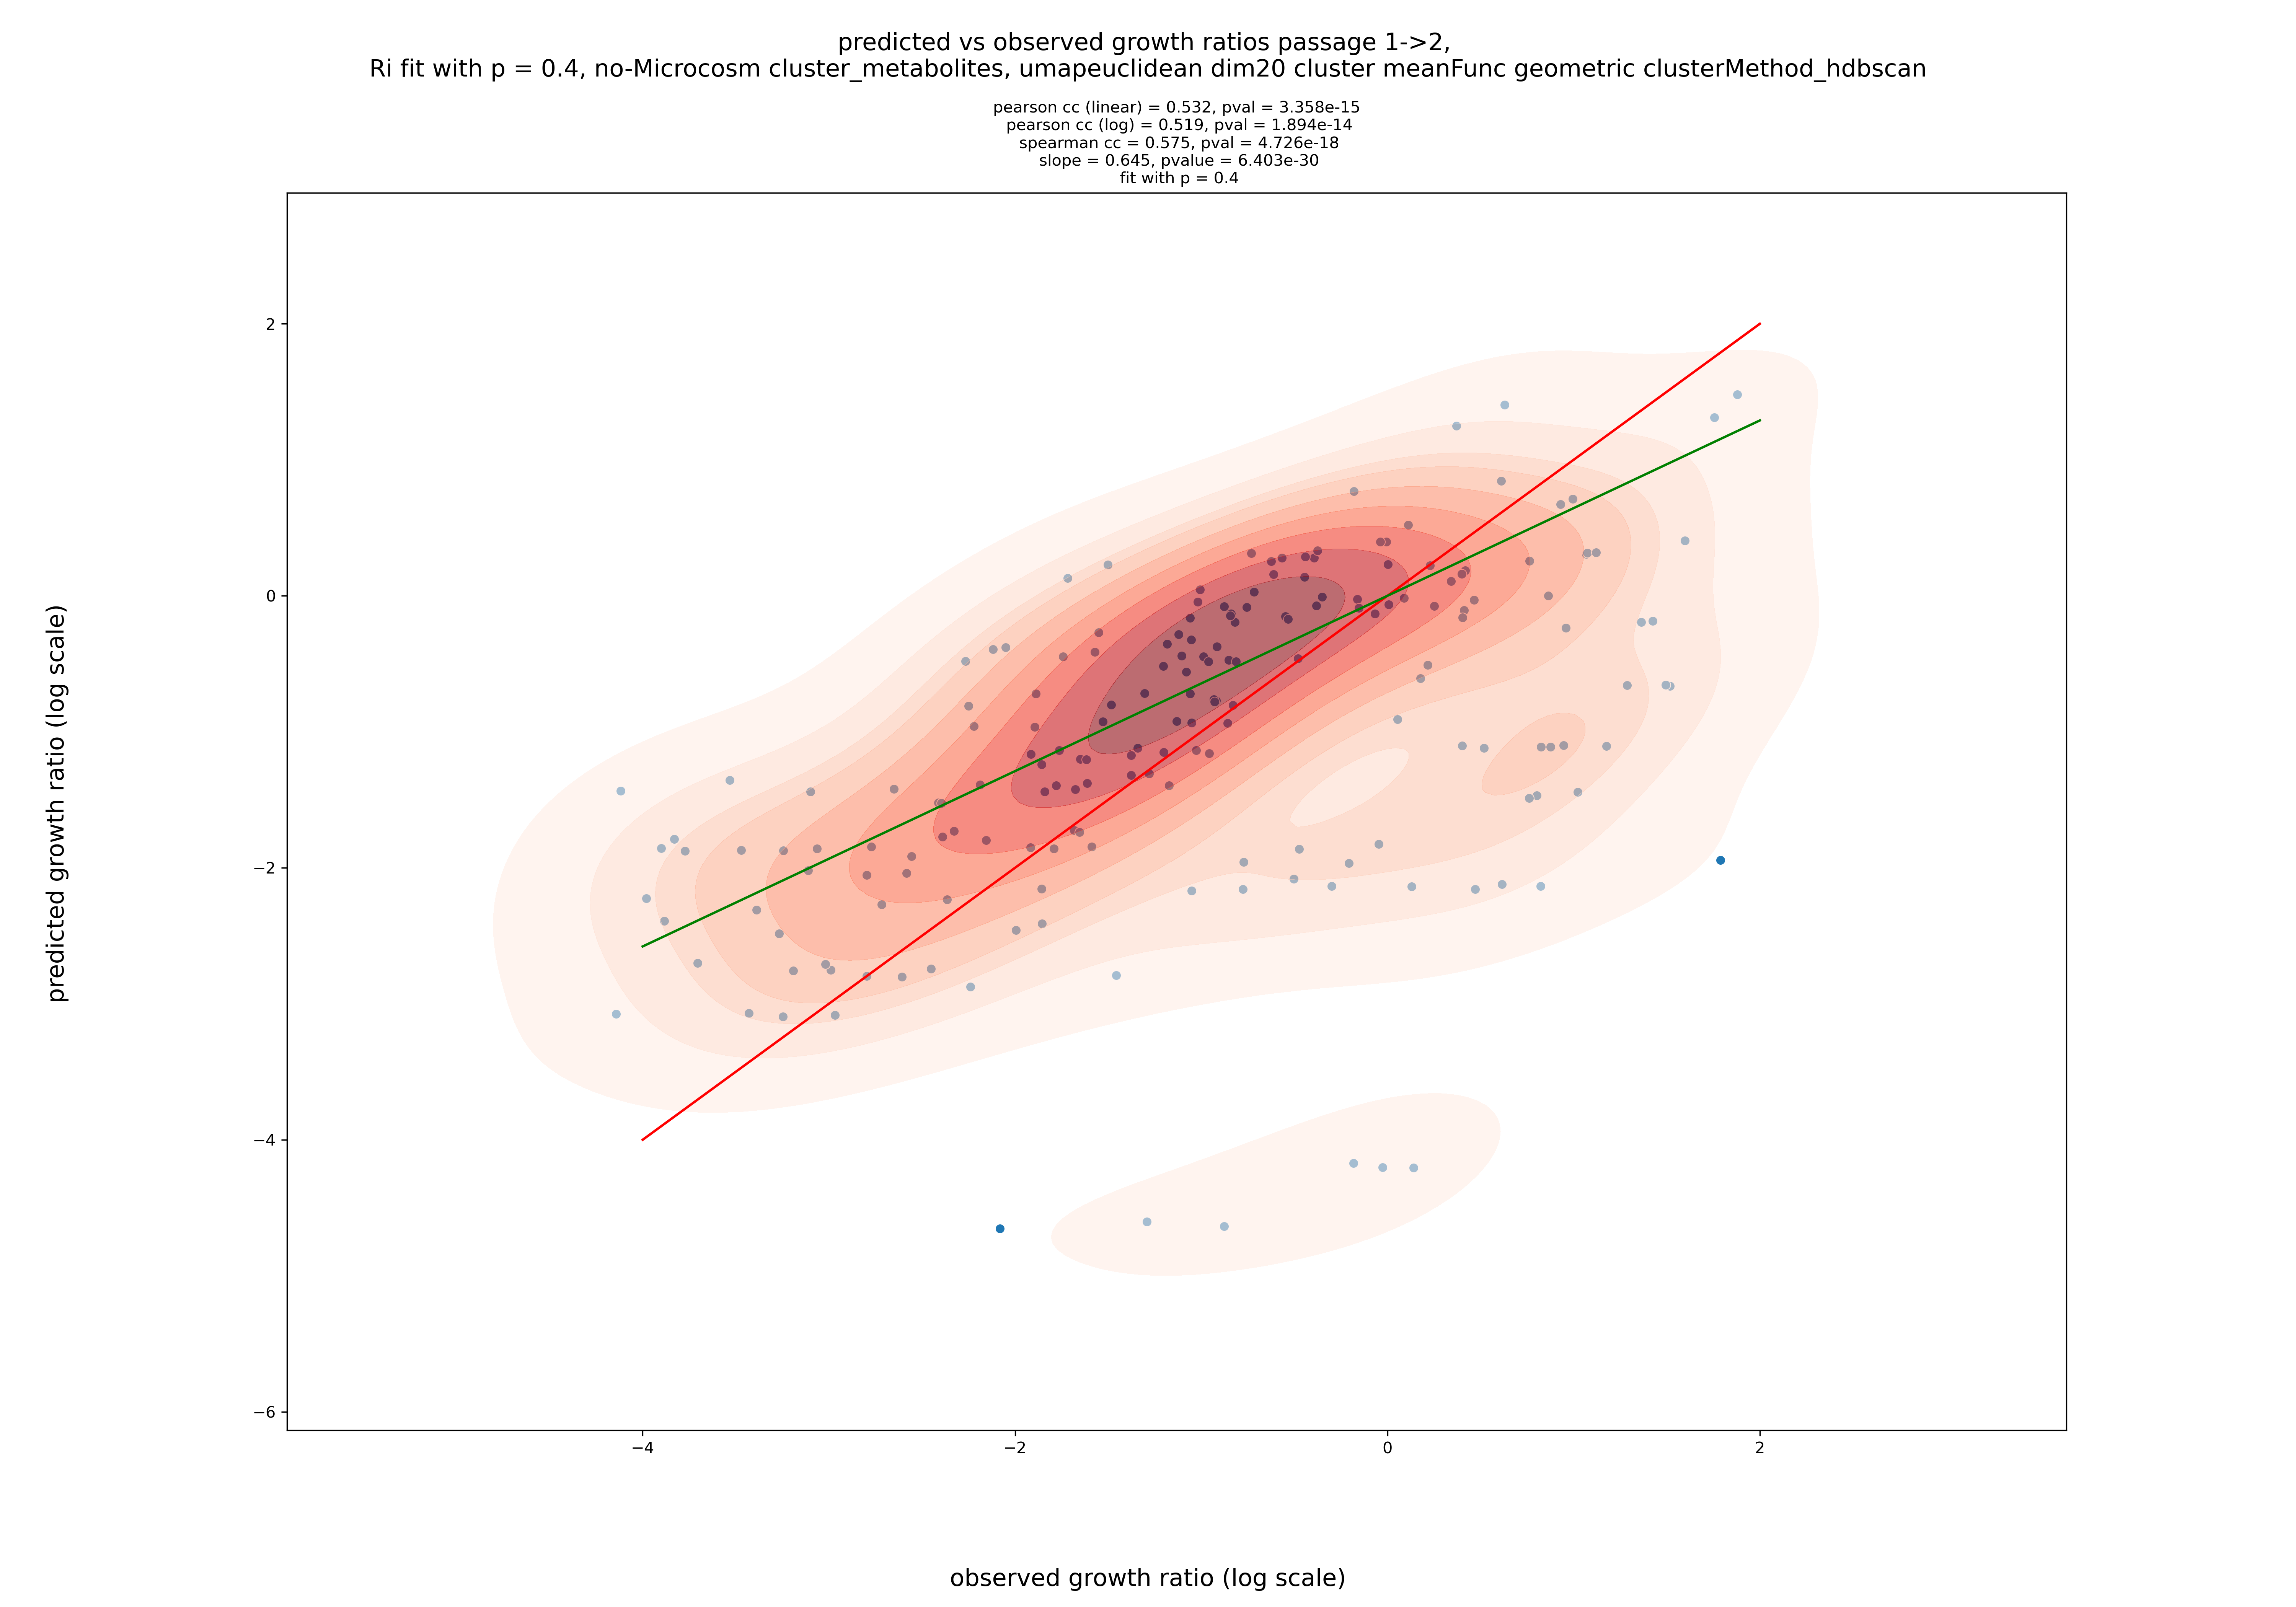 predicted vs observed growth ratios passage 1->2,
Ri fit with p = 0.4, no-Microcosm cluster_metabolites, umapeuclidean dim20 cluster meanFunc geometric clusterMethod_hdbscan
pearson cc (linear) = 0.532, pval = 3.358e-15
pearson cc (log) = 0.519, pval = 1.894e-14
spearman cc = 0.575, pval = 4.726e-18
slope = 0.645, pvalue = 6.403e-30
fit with p = 0.4
predicted growth ratio (log scale)
2
0
−2
−4
−6
−4
−2
0
2
observed growth ratio (log scale)